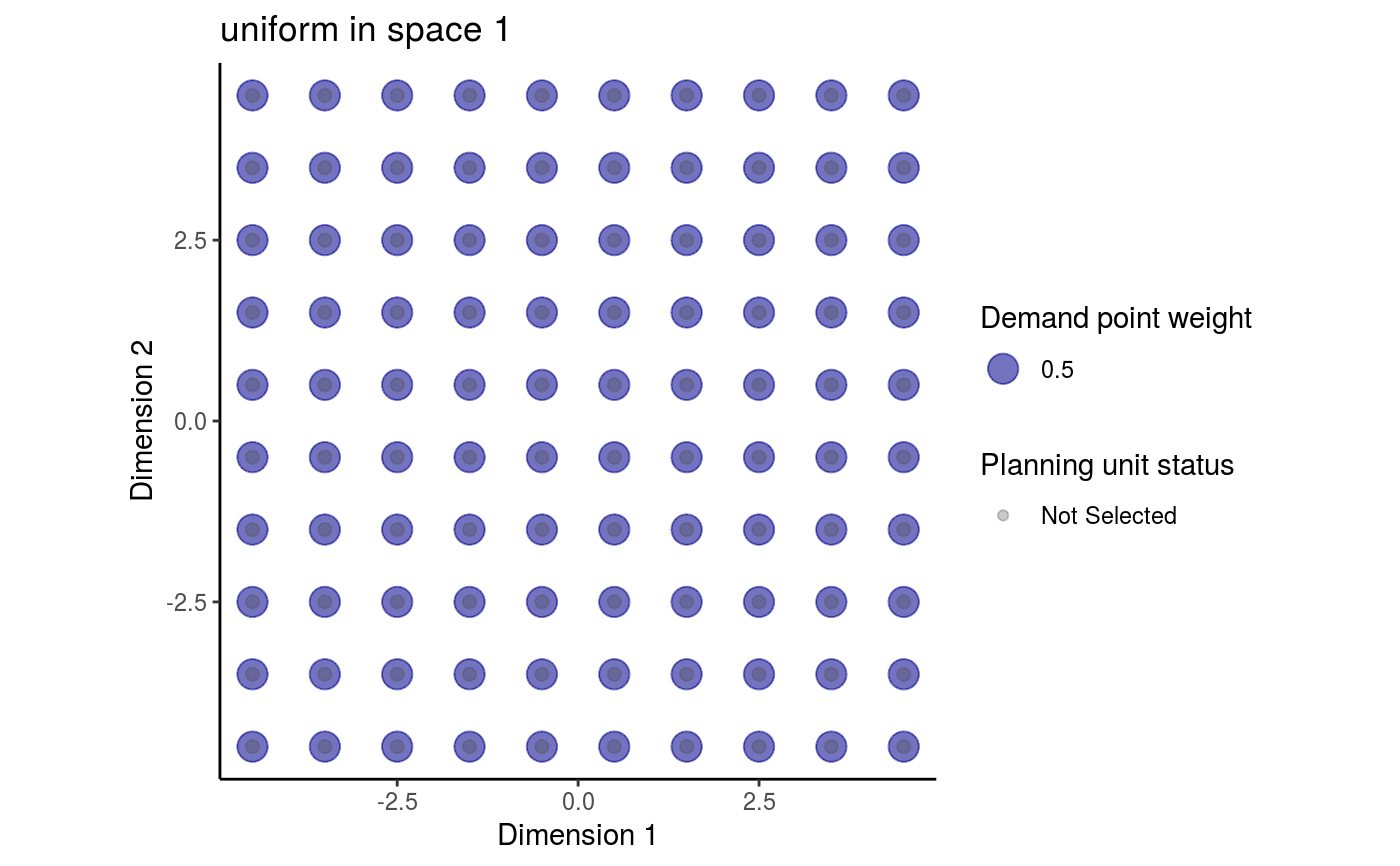 uniform in space 1
2.5
0.0
-2.5
Dimension 2
-2.5
0.0
2.5
Dimension 1
Demand point weight
0.5
Planning unit status
Not Selected